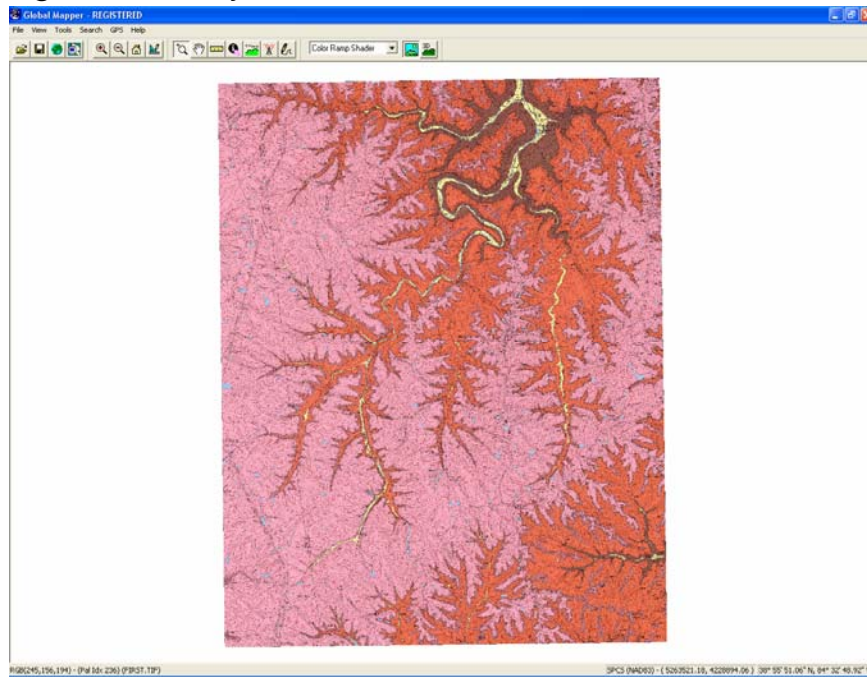 Global Mapper - REGISTERED
File View Tools Search GPS Help
Color Ramp Shader
RGB(245,156,194) - (Pal Idx 236) (FIRST.TIF)
SPCS (NAD83) - ( 5263521.18, 4228894.06 ) 38° 55' 51.06" N, 84° 32' 48.92"